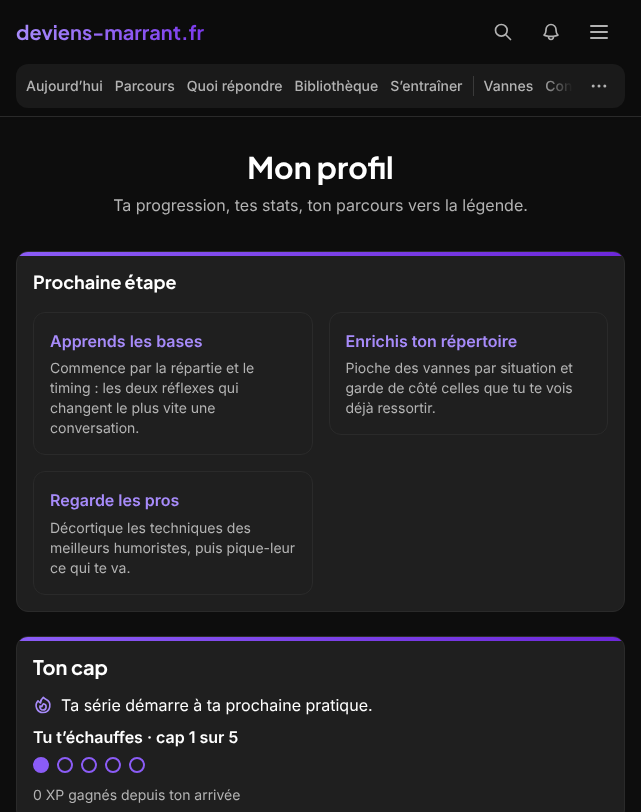 deviens-marrant.fr
Aujourd’hui Parcours Quoi répondre Bibliothèque S’entraîner Vannes
Mon profil
Ta progression, tes stats, ton parcours vers la légende.
Prochaine étape
Apprends les bases
Commence par la répartie et le
timing : les deux réflexes qui
changent le plus vite une
conversation.
Enrichis ton répertoire
Pioche des vannes par situation et
garde de côté celles que tu te vois
déjà ressortir.
Regarde les pros
Décortique les techniques des
meilleurs humoristes, puis pique-leur
ce qui te va.
Ton cap
Ta série démarre à ta prochaine pratique.
Tu t’échauffes · cap 1 sur 5
0 XP gagnés depuis ton arrivée